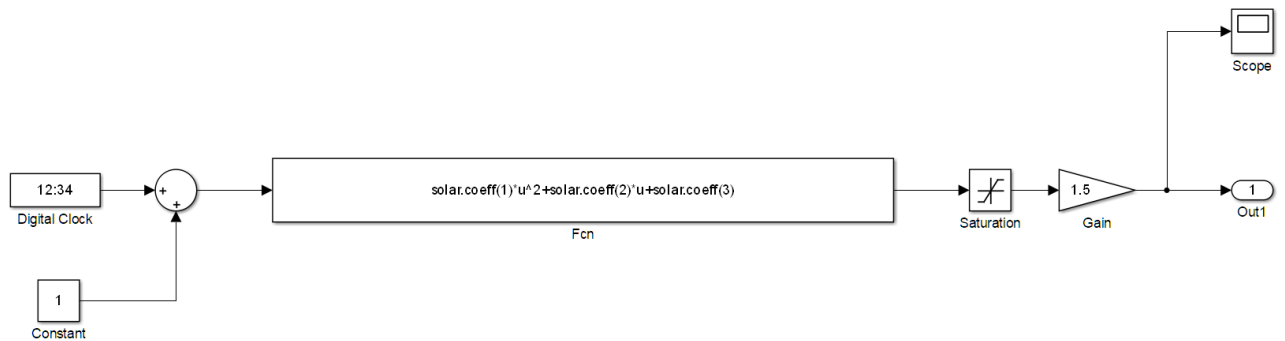 Scope
12:34
Digital Clock
+
+
solar.coeff(1)*u^2+solar.coeff(2)*u+solar.coeff(3)
Fcn
Saturation
1.5
Gain
1
Out1
1
Constant